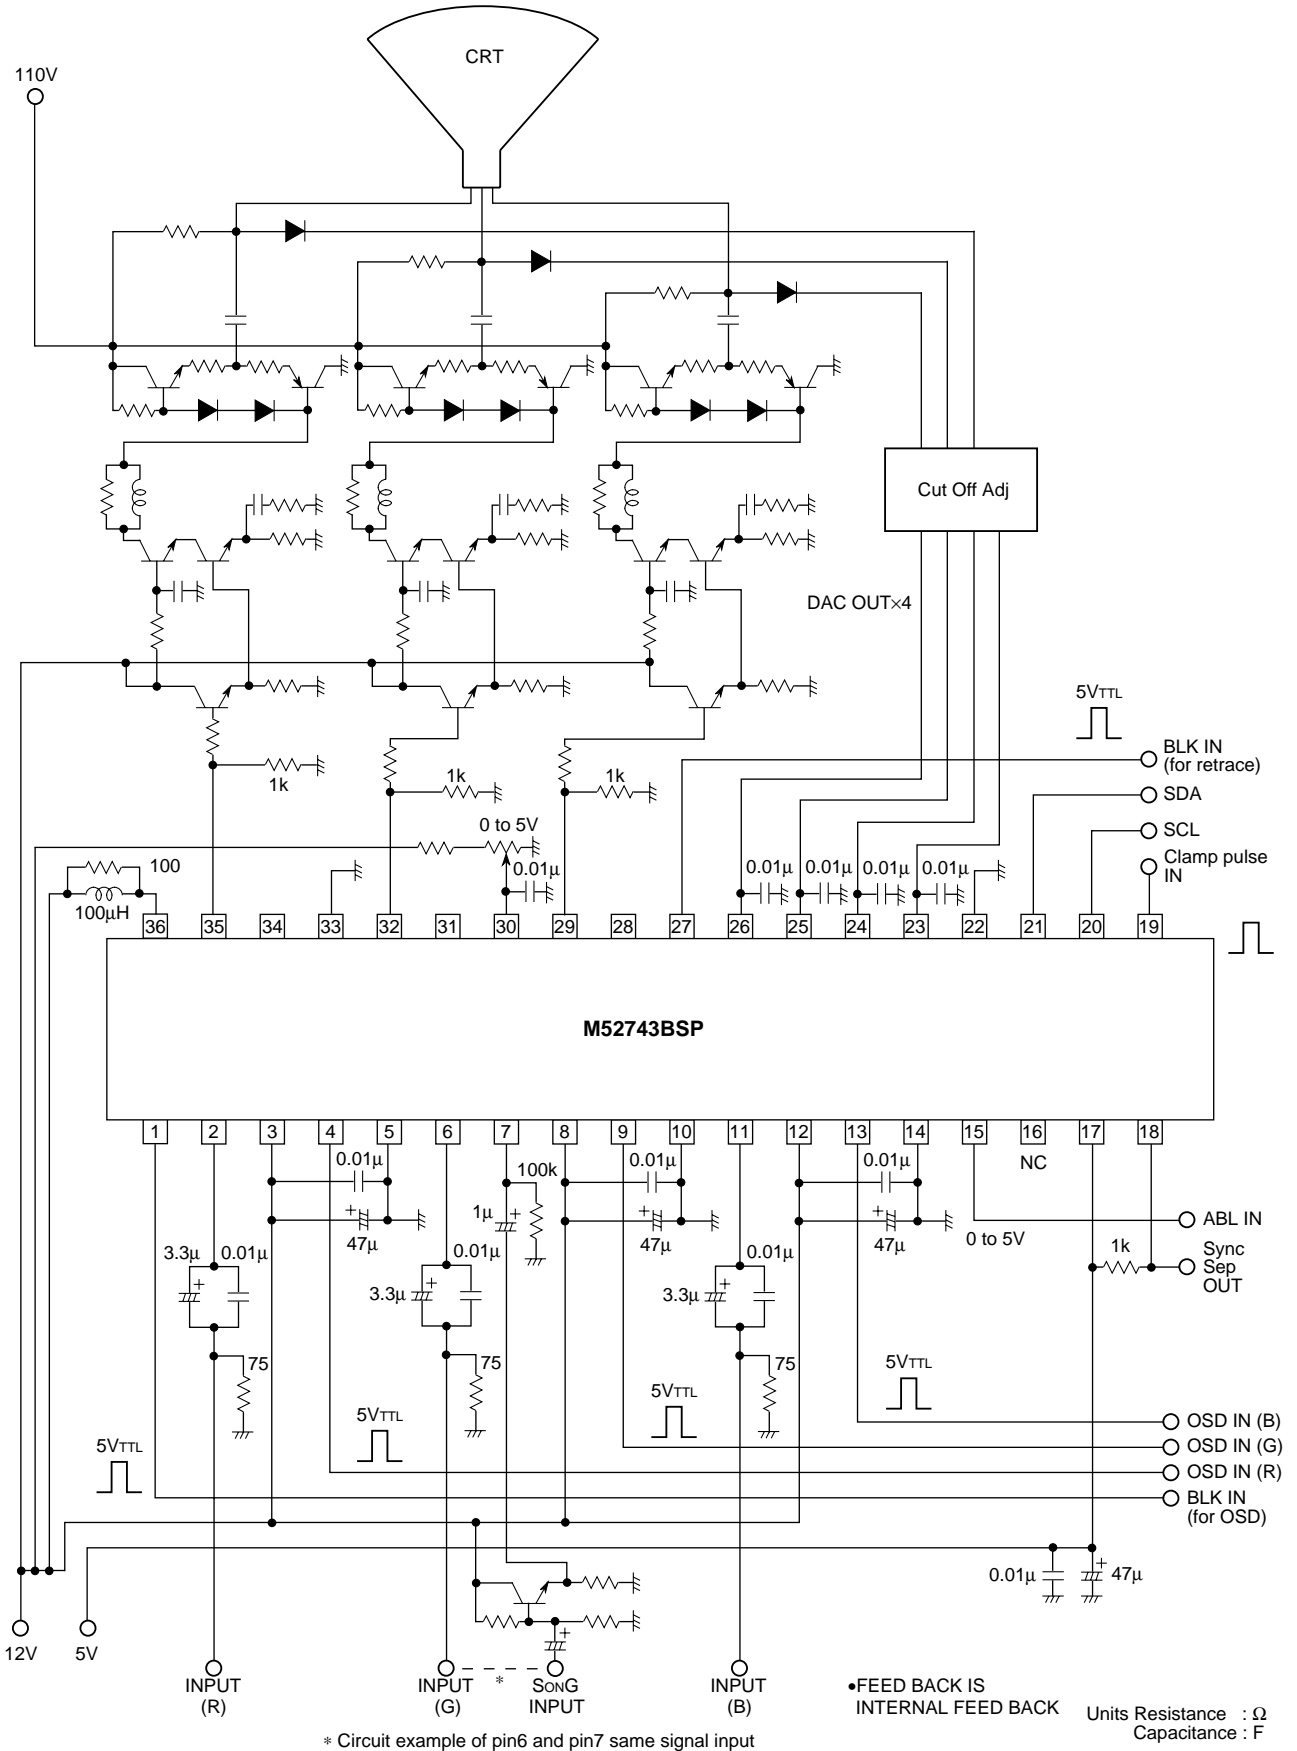 CRT
110V
Cut Off Adj
DAC OUT×4
5VTTL
BLK IN
(for retrace)
1k
1k
1k
SDA
0 to 5V
SCL
100
0.01μ
0.01μ
0.01μ
0.01μ
0.01μ
Clamp pulse
IN
100μH
36 35 34 33 32 31 30 29 28 27 26 25 24 23 22 21 20 19
M52743BSP
1 2 3 4 5 6 7 8 9 10 11 12 13 14 15 16 17 18
NC
0.01μ
100k
0.01μ
0.01μ
+
1μ
+
+
+
ABL IN
47μ
47μ
47μ
0 to 5V
1k
Sync
Sep
OUT
3.3μ
0.01μ
0.01μ
0.01μ
+
3.3μ
+
3.3μ
+
75
75
75
5VTTL
5VTTL
5VTTL
OSD IN (B)
OSD IN (G)
5VTTL
OSD IN (R)
BLK IN
(for OSD)
0.01μ
+
47μ
12V
5V
+
INPUT
(R)
INPUT
(G)
*
SONG
INPUT
INPUT
(B)
•FEED BACK IS
INTERNAL FEED BACK
Units Resistance : Ω
Capacitance : F
* Circuit example of pin6 and pin7 same signal input